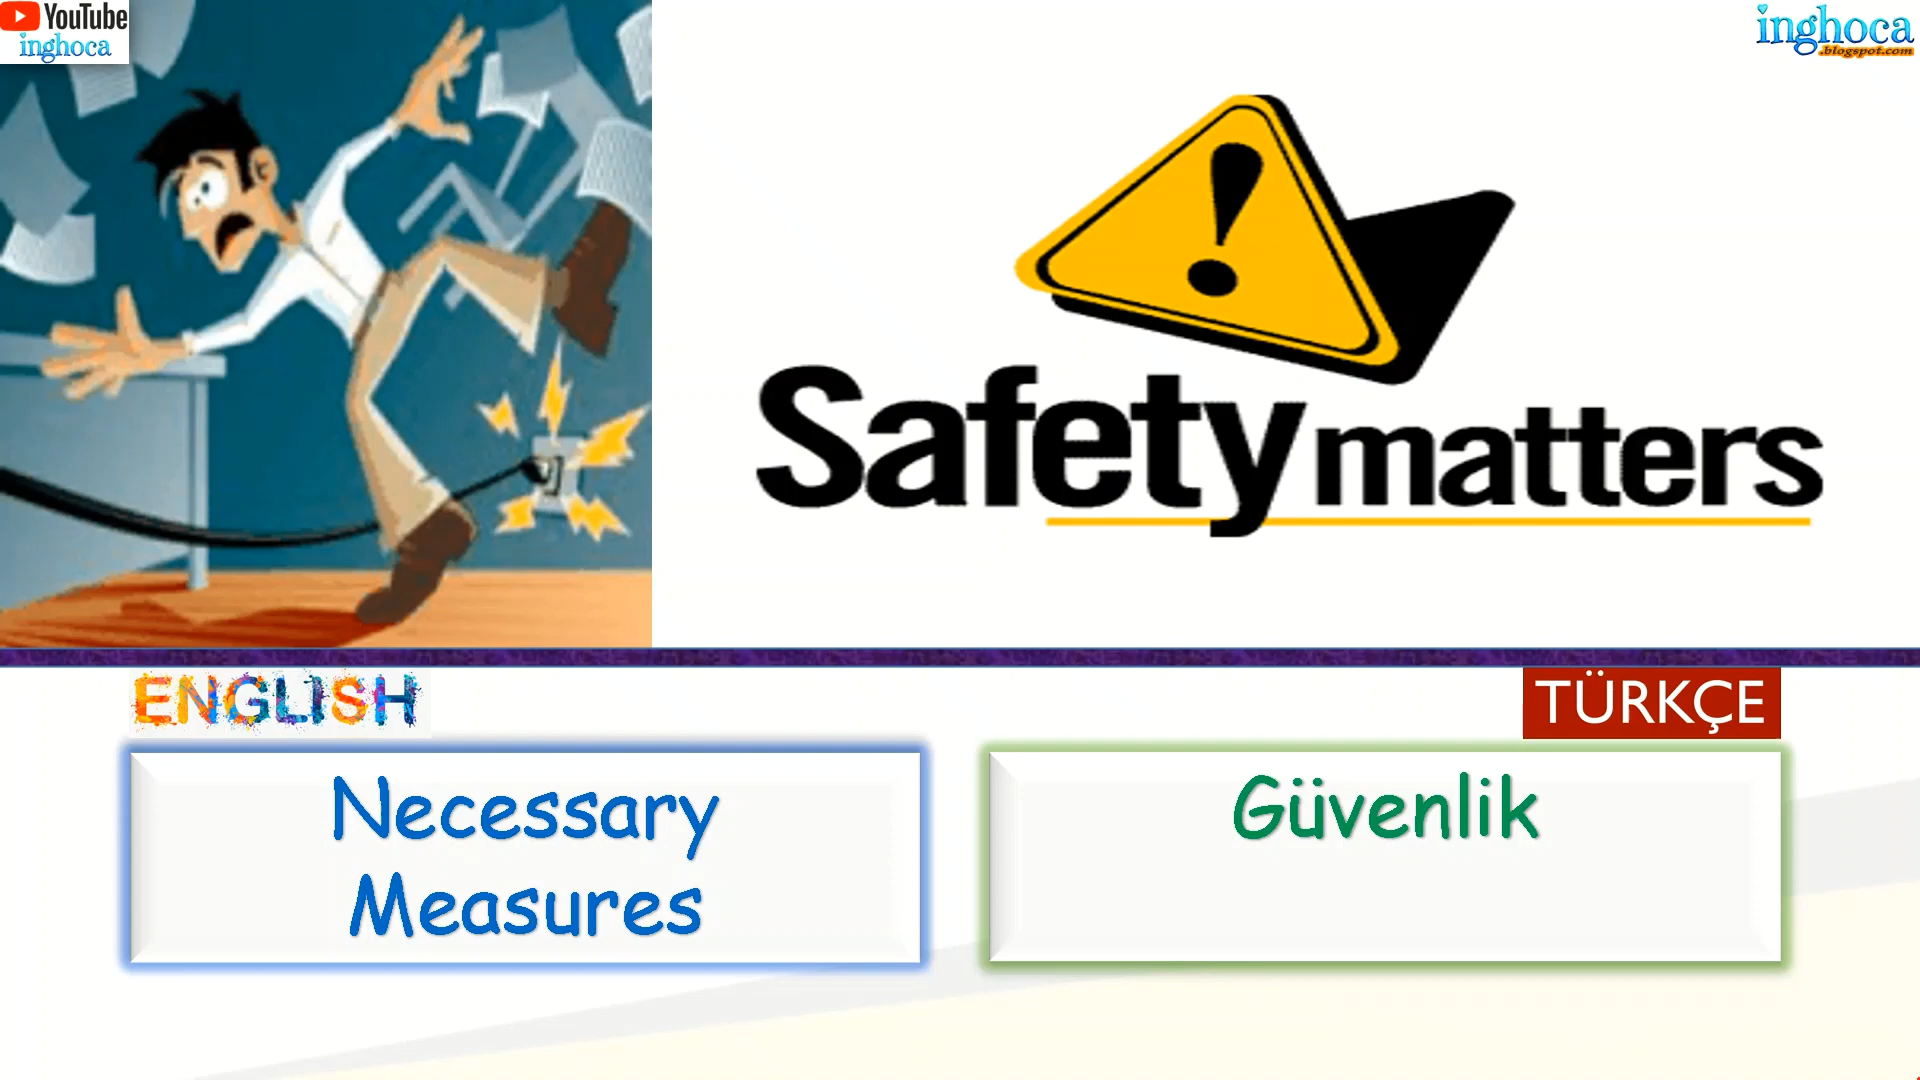 YouTube
inghoca
inghoca
.blogspot.com
!
Safety matters
ENGLISH
TÜRKÇE
Necessary
Measures
Güvenlik